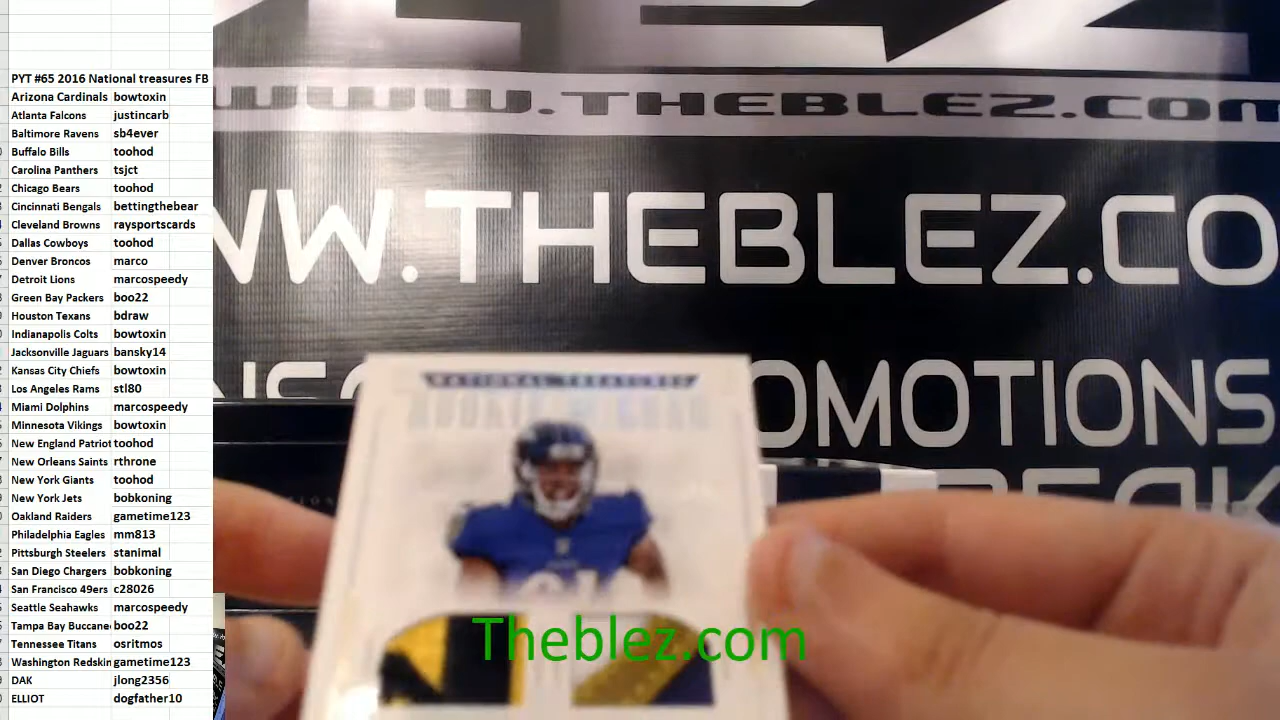 PYT #65 2016 National treasures FB
Arizona Cardinals bowtoxin
Atlanta Falcons justincarb
Baltimore Ravens sb4ever
Buffalo Bills toohod
Carolina Panthers tsjct
Chicago Bears toohod
Cincinnati Bengals bettingthebear
Cleveland Browns raysportscards
Dallas Cowboys toohod
Denver Broncos marco
Detroit Lions marcospeedy
Green Bay Packers boo22
Houston Texans bdraw
Indianapolis Colts bowtoxin
Jacksonville Jaguars bansky14
Kansas City Chiefs bowtoxin
Los Angeles Rams stl80
Miami Dolphins marcospeedy
Minnesota Vikings bowtoxin
New England Patriot toohod
New Orleans Saints rthrone
New York Giants toohod
New York Jets bobkoning
Oakland Raiders gametime123
Philadelphia Eagles mm813
Pittsburgh Steelers stanimal
San Diego Chargers bobkoning
San Francisco 49ers c28026
Seattle Seahawks marcospeedy
Tampa Bay Buccane boo22
Tennessee Titans osritmos
Washington Redskin gametime123
DAK jlong2356
ELLIOT dogfather10
WWW.THEBLEZ.COM
WW.THEBLEZ.CO
OMOTIONS
NATIONAL TREASURES
Theblez.com